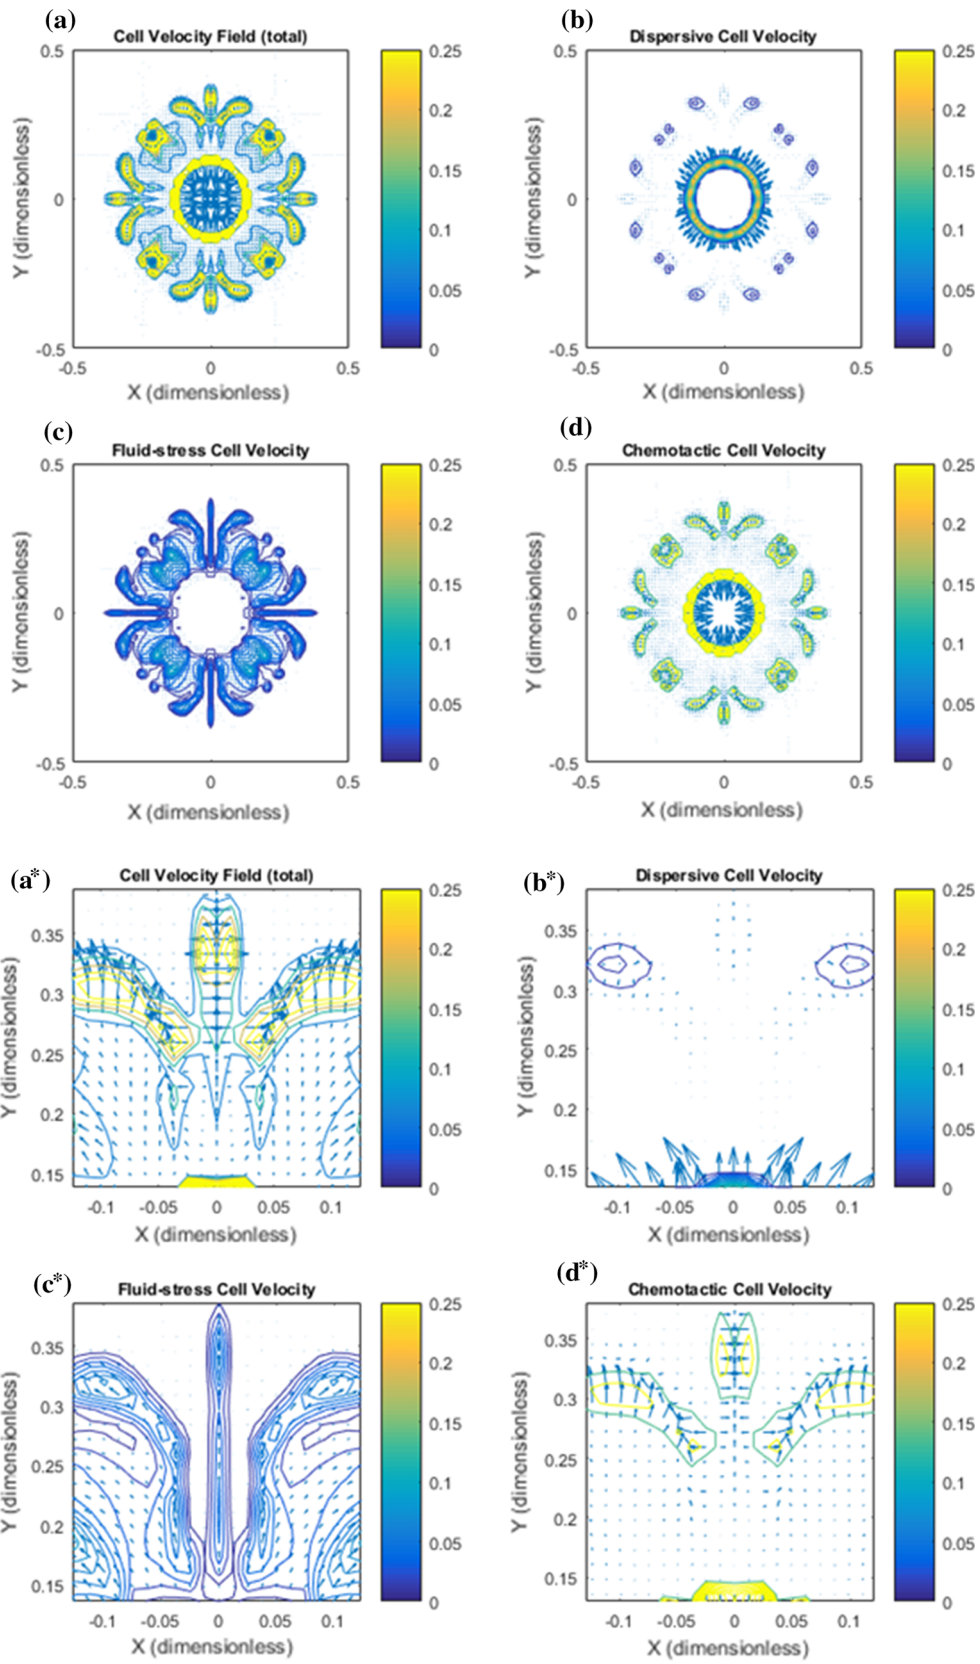 (a)
Cell Velocity Field (total)
0.5
0
-0.5
-0.5 0 0.5
X (dimensionless)
Y (dimensionless)
0.25
0.2
0.15
0.1
0.05
0
(b)
Dispersive Cell Velocity
0.5
0
-0.5
-0.5 0 0.5
X (dimensionless)
Y (dimensionless)
0.25
0.2
0.15
0.1
0.05
0
(c)
Fluid-stress Cell Velocity
0.5
0
-0.5
-0.5 0 0.5
X (dimensionless)
Y (dimensionless)
0.25
0.2
0.15
0.1
0.05
0
(d)
Chemotactic Cell Velocity
0.5
0
-0.5
-0.5 0 0.5
X (dimensionless)
Y (dimensionless)
0.25
0.2
0.15
0.1
0.05
0
(a*)
Cell Velocity Field (total)
0.35
0.3
0.25
0.2
0.15
-0.1 -0.05 0 0.05 0.1
X (dimensionless)
Y (dimensionless)
0.25
0.2
0.15
0.1
0.05
0
(b*)
Dispersive Cell Velocity
0.35
0.3
0.25
0.2
0.15
-0.1 -0.05 0 0.05 0.1
X (dimensionless)
Y (dimensionless)
0.25
0.2
0.15
0.1
0.05
0
(c*)
Fluid-stress Cell Velocity
0.35
0.3
0.25
0.2
0.15
-0.1 -0.05 0 0.05 0.1
X (dimensionless)
Y (dimensionless)
0.25
0.2
0.15
0.1
0.05
0
(d*)
Chemotactic Cell Velocity
0.35
0.3
0.25
0.2
0.15
-0.1 -0.05 0 0.05 0.1
X (dimensionless)
Y (dimensionless)
0.25
0.2
0.15
0.1
0.05
0